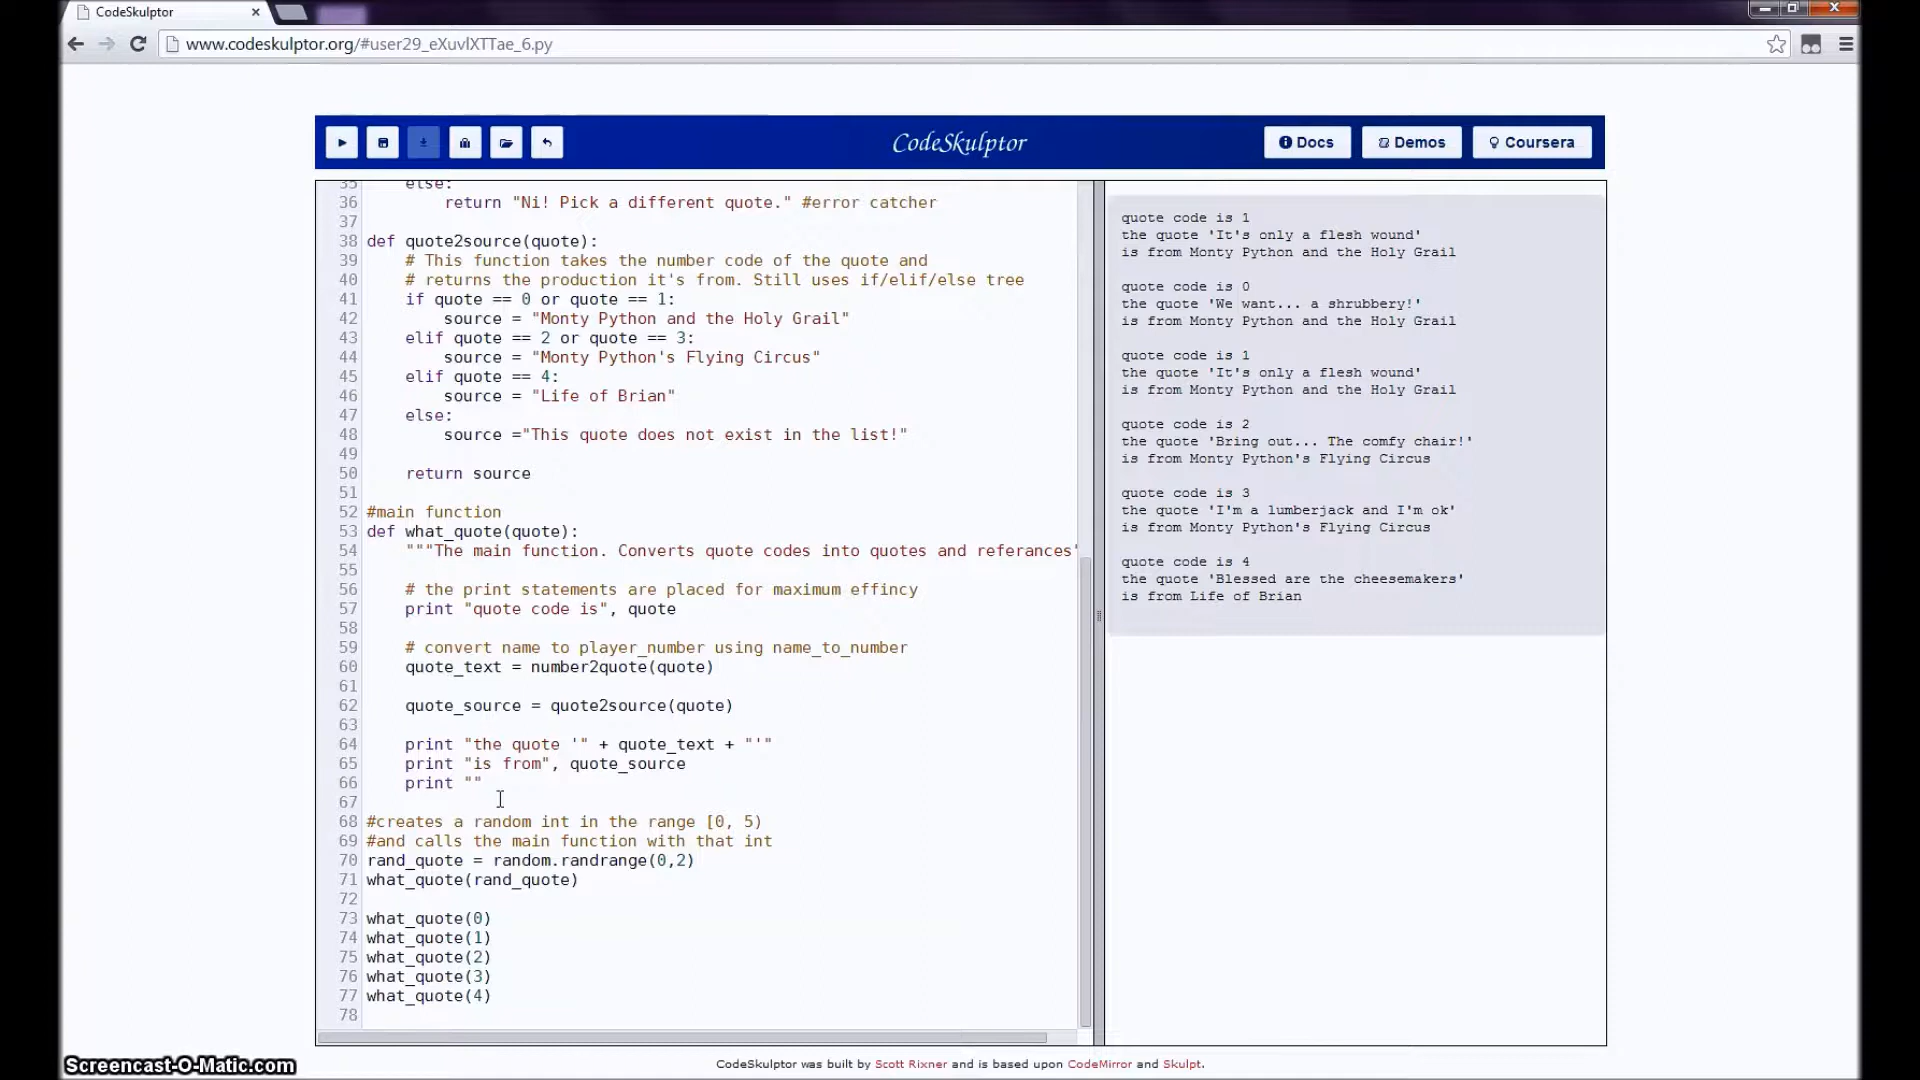 CodeSkulptor
www.codeskulptor.org/#user29_eXuvlXTTae_6.py
CodeSkulptor
Docs
Demos
Coursera
35 else:
36 return "Ni! Pick a different quote." #error catcher
37
38 def quote2source(quote):
39 # This function takes the number code of the quote and
40 # returns the production it's from. Still uses if/elif/else tree
41 if quote == 0 or quote == 1:
42 source = "Monty Python and the Holy Grail"
43 elif quote == 2 or quote == 3:
44 source = "Monty Python's Flying Circus"
45 elif quote == 4:
46 source = "Life of Brian"
47 else:
48 source ="This quote does not exist in the list!"
49
50 return source
51
52 #main function
53 def what_quote(quote):
54 """The main function. Converts quote codes into quotes and referances"
55
56 # the print statements are placed for maximum effincy
57 print "quote code is", quote
58
59 # convert name to player_number using name_to_number
60 quote_text = number2quote(quote)
61
62 quote_source = quote2source(quote)
63
64 print "the quote '" + quote_text + "'"
65 print "is from", quote_source
66 print ""
67
68 #creates a random int in the range [0, 5)
69 #and calls the main function with that int
70 rand_quote = random.randrange(0,2)
71 what_quote(rand_quote)
72
73 what_quote(0)
74 what_quote(1)
75 what_quote(2)
76 what_quote(3)
77 what_quote(4)
78
quote code is 1
the quote 'It's only a flesh wound'
is from Monty Python and the Holy Grail
quote code is 0
the quote 'We want... a shrubbery!'
is from Monty Python and the Holy Grail
quote code is 1
the quote 'It's only a flesh wound'
is from Monty Python and the Holy Grail
quote code is 2
the quote 'Bring out... The comfy chair!'
is from Monty Python's Flying Circus
quote code is 3
the quote 'I'm a lumberjack and I'm ok'
is from Monty Python's Flying Circus
quote code is 4
the quote 'Blessed are the cheesemakers'
is from Life of Brian
CodeSkulptor was built by Scott Rixner and is based upon CodeMirror and Skulpt.
Screencast-O-Matic.com